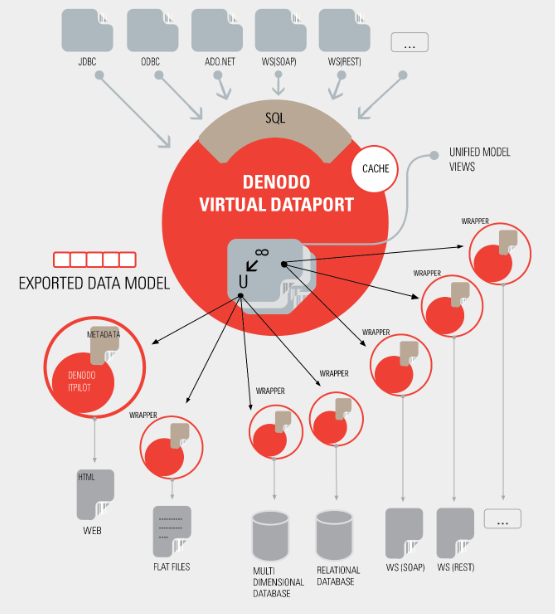 JDBC
ODBC
ADO.NET
WS(SOAP)
WS(REST)
...
SQL
CACHE
UNIFIED MODEL
VIEWS
DENODO
VIRTUAL DATAPORT
∞
U
EXPORTED DATA MODEL
WRAPPER
WRAPPER
WRAPPER
WRAPPER
WRAPPER
WRAPPER
METADATA
DENODO
ITPILOT
HTML
WEB
FLAT FILES
MULTI
DIMENSIONAL
DATABASE
RELATIONAL
DATABASE
WS (SOAP)
WS (REST)
...